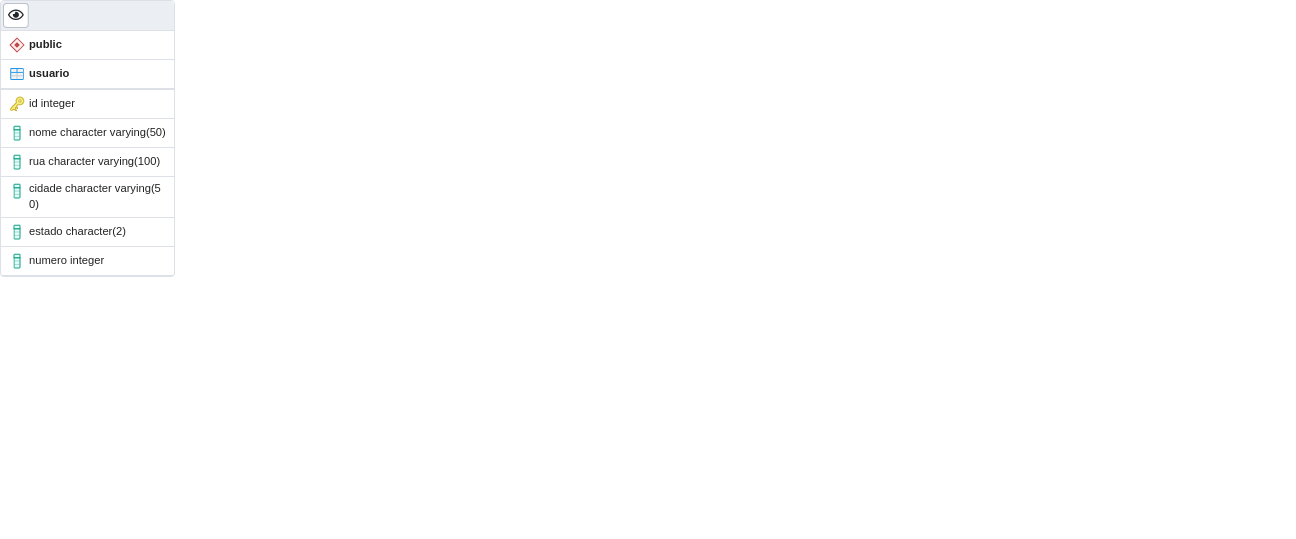 public
usuario
id integer
nome character varying(50)
rua character varying(100)
cidade character varying(5
0)
estado character(2)
numero integer